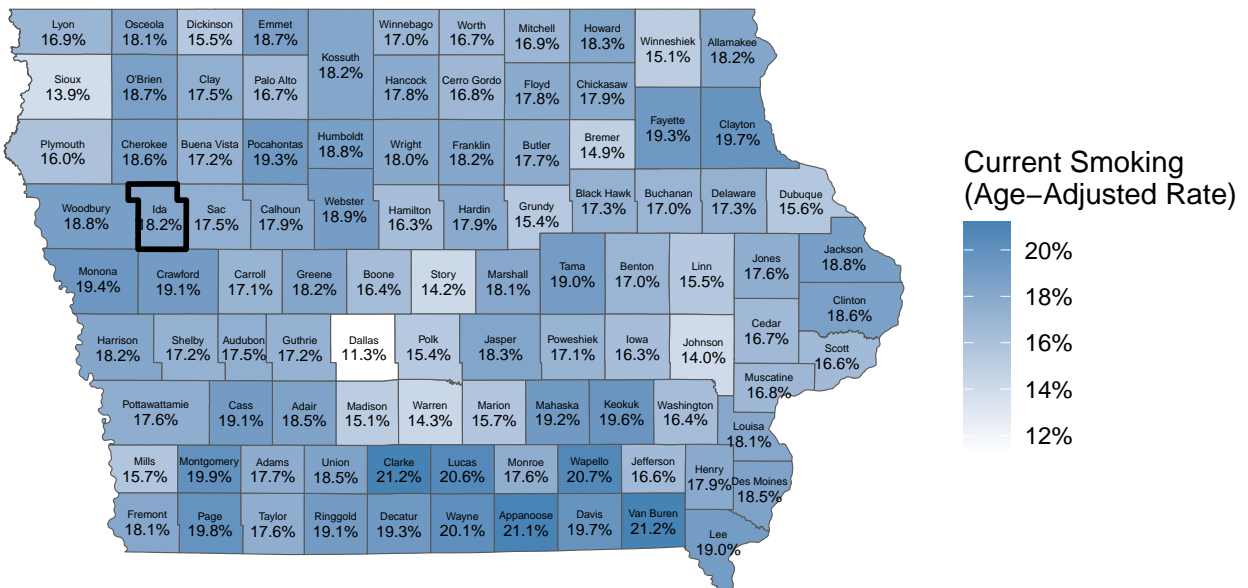 Lyon
16.9%
Osceola
18.1%
Dickinson
15.5%
Emmet
18.7%
Kossuth
18.2%
Winnebago
17.0%
Worth
16.7%
Mitchell
16.9%
Howard
18.3%
Winneshiek
15.1%
Allamakee
18.2%
Sioux
13.9%
O'Brien
18.7%
Clay
17.5%
Palo Alto
16.7%
Hancock
17.8%
Cerro Gordo
16.8%
Floyd
17.8%
Chickasaw
17.9%
Fayette
19.3%
Clayton
19.7%
Plymouth
16.0%
Cherokee
18.6%
Buena Vista
17.2%
Pocahontas
19.3%
Humboldt
18.8%
Wright
18.0%
Franklin
18.2%
Butler
17.7%
Bremer
14.9%
Woodbury
18.8%
Ida
18.2%
Sac
17.5%
Calhoun
17.9%
Webster
18.9%
Hamilton
16.3%
Hardin
17.9%
Grundy
15.4%
Black Hawk
17.3%
Buchanan
17.0%
Delaware
17.3%
Dubuque
15.6%
Monona
19.4%
Crawford
19.1%
Carroll
17.1%
Greene
18.2%
Boone
16.4%
Story
14.2%
Marshall
18.1%
Tama
19.0%
Benton
17.0%
Linn
15.5%
Jones
17.6%
Jackson
18.8%
Clinton
18.6%
Harrison
18.2%
Shelby
17.2%
Audubon
17.5%
Guthrie
17.2%
Dallas
11.3%
Polk
15.4%
Jasper
18.3%
Poweshiek
17.1%
Iowa
16.3%
Johnson
14.0%
Cedar
16.7%
Scott
16.6%
Muscatine
16.8%
Pottawattamie
17.6%
Cass
19.1%
Adair
18.5%
Madison
15.1%
Warren
14.3%
Marion
15.7%
Mahaska
19.2%
Keokuk
19.6%
Washington
16.4%
Louisa
18.1%
Mills
15.7%
Montgomery
19.9%
Adams
17.7%
Union
18.5%
Clarke
21.2%
Lucas
20.6%
Monroe
17.6%
Wapello
20.7%
Jefferson
16.6%
Henry
17.9%
Des Moines
18.5%
Fremont
18.1%
Page
19.8%
Taylor
17.6%
Ringgold
19.1%
Decatur
19.3%
Wayne
20.1%
Appanoose
21.1%
Davis
19.7%
Van Buren
21.2%
Lee
19.0%
Current Smoking
(Age−Adjusted Rate)
20%
18%
16%
14%
12%